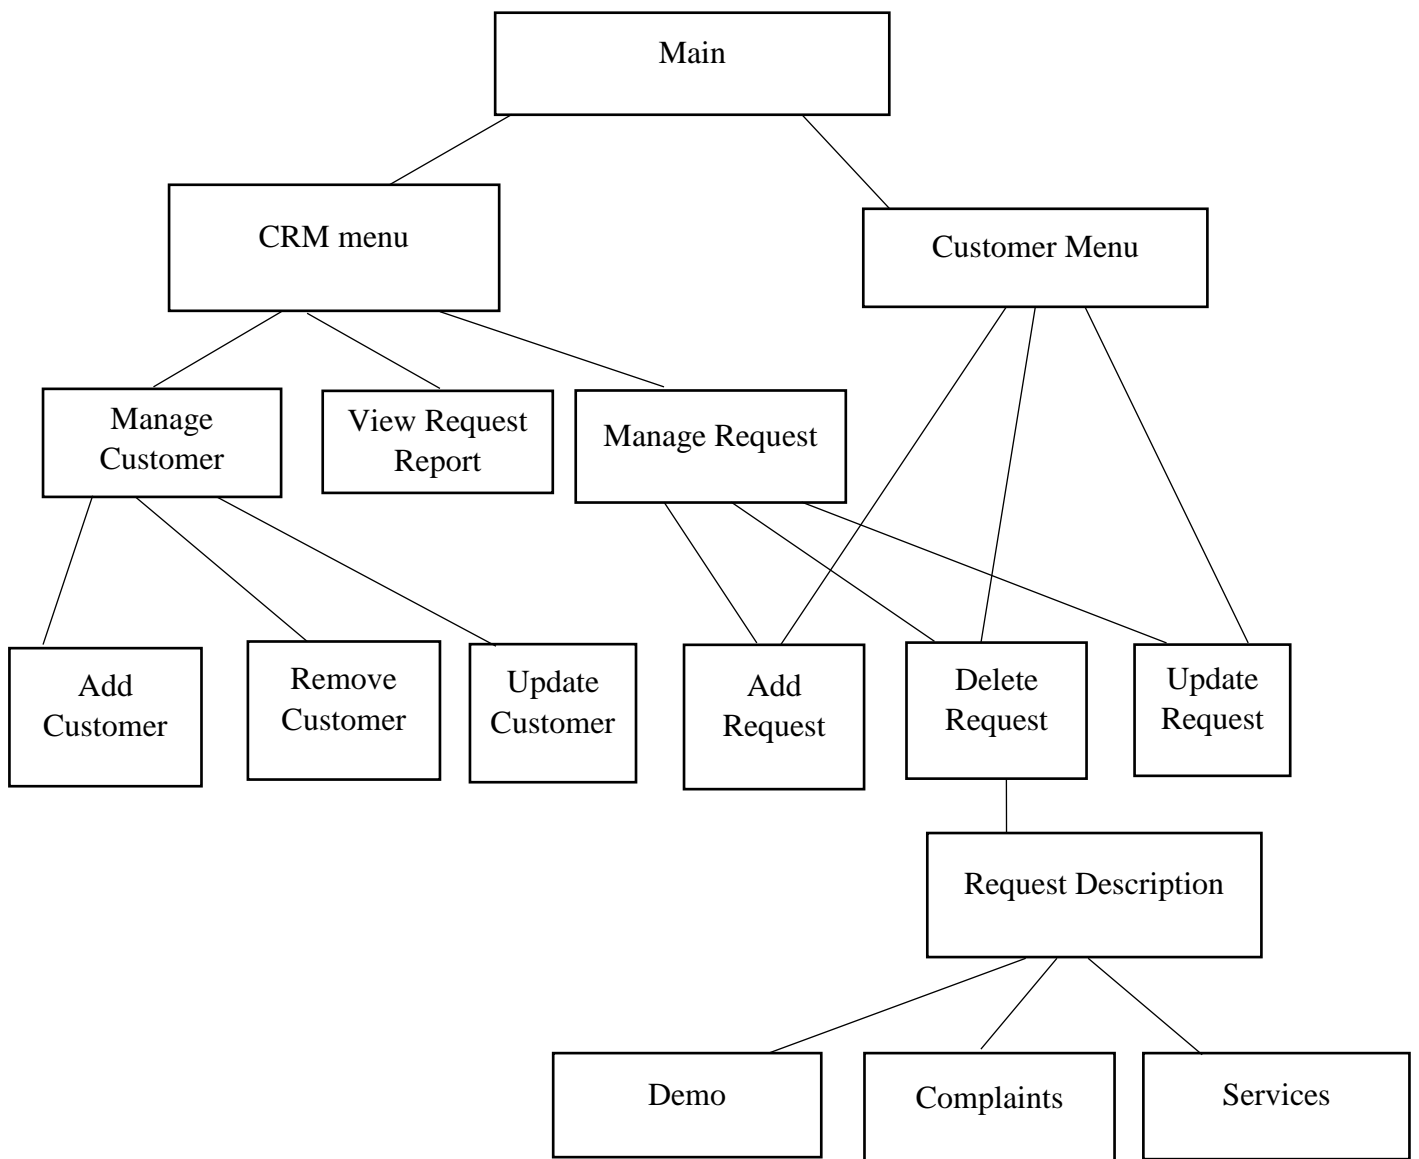 Main
CRM menu
Customer Menu
Manage
Customer
View Request
Report
Manage Request
Add
Customer
Remove
Customer
Update
Customer
Add
Request
Delete
Request
Update
Request
Request Description
Demo
Complaints
Services